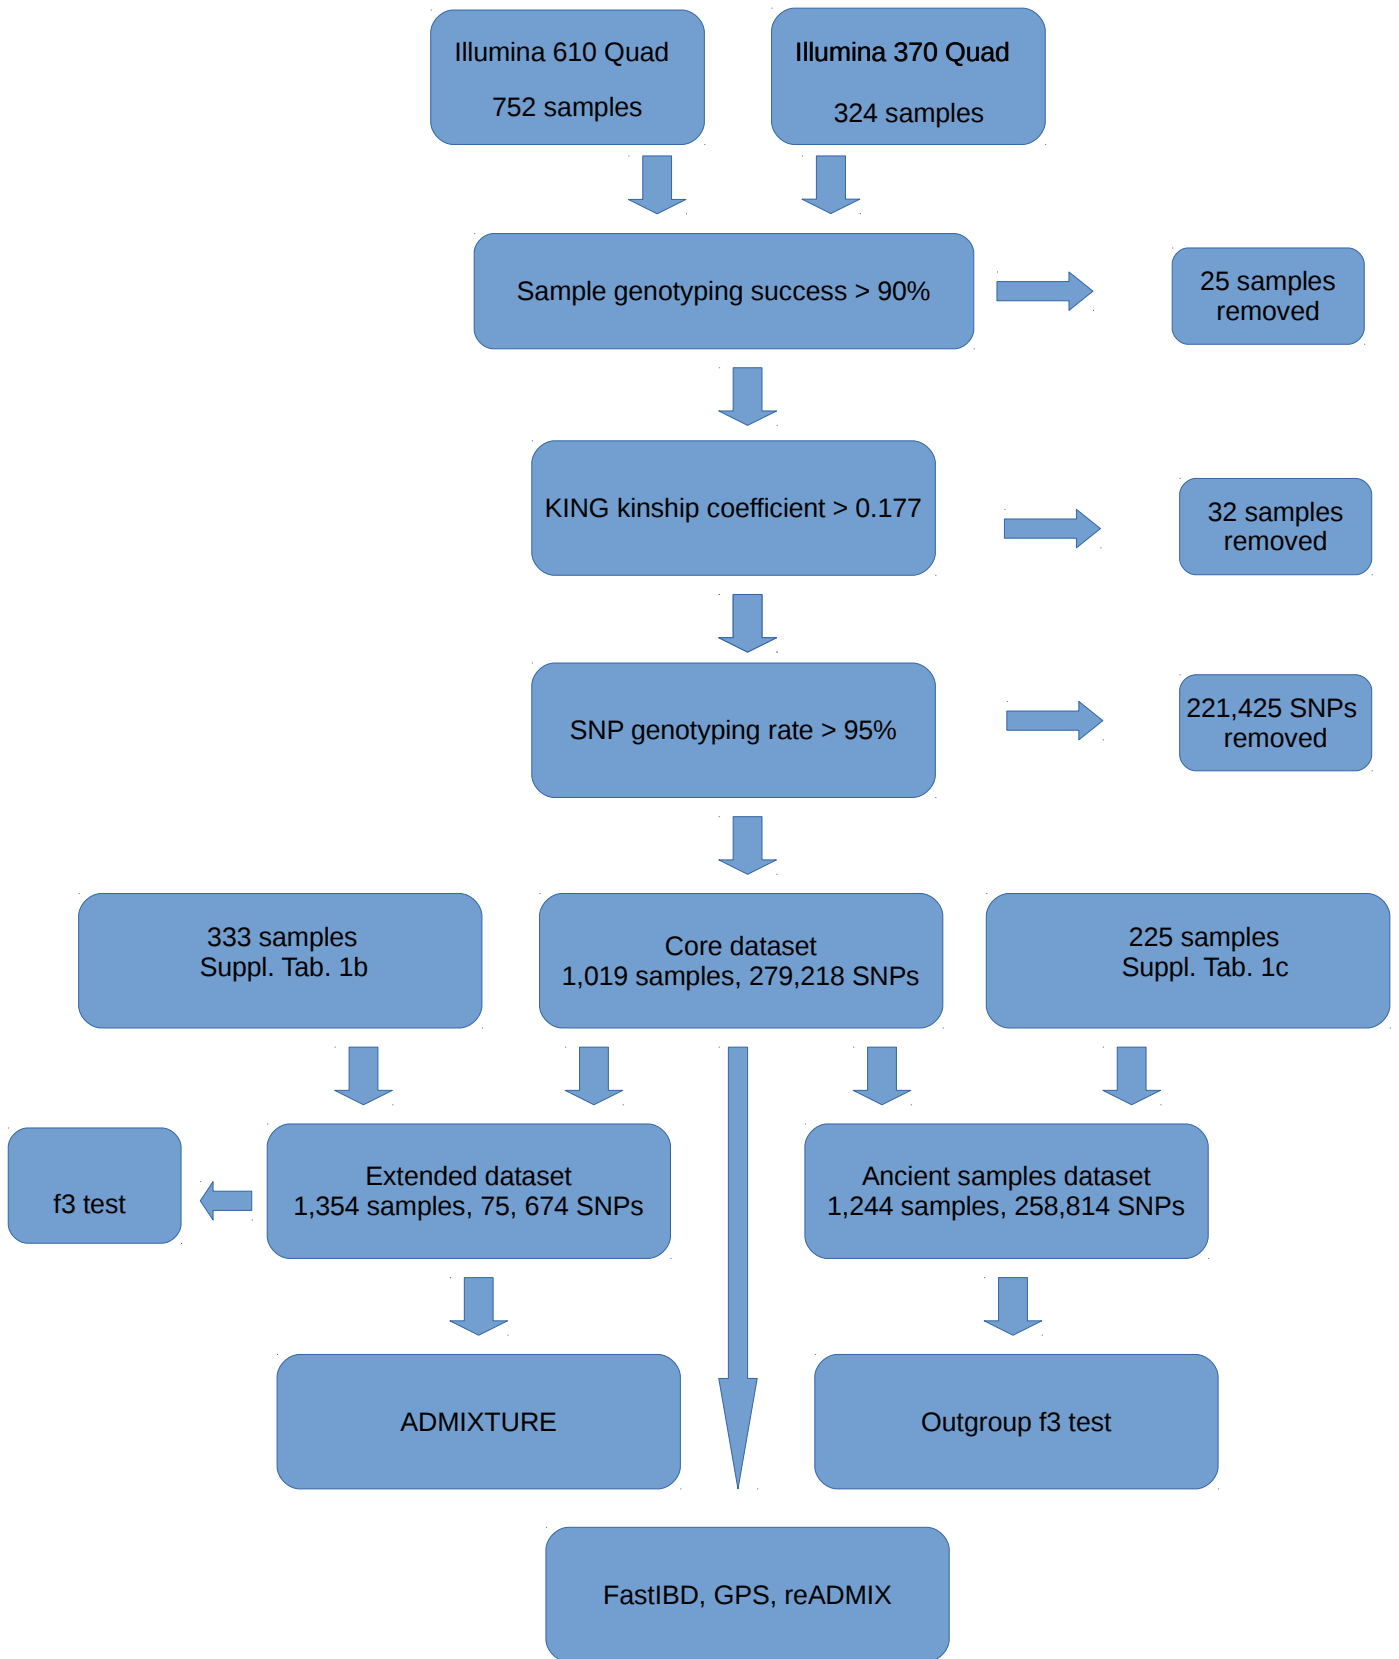 Illumina 610 Quad
752 samples
Illumina 370 Quad
324 samples
Sample genotyping success > 90%
25 samples
removed
KING kinship coefficient > 0.177
32 samples
removed
SNP genotyping rate > 95%
221,425 SNPs
removed
333 samples
Suppl. Tab. 1b
Core dataset
1,019 samples, 279,218 SNPs
225 samples
Suppl. Tab. 1c
f3 test
Extended dataset
1,354 samples, 75, 674 SNPs
Ancient samples dataset
1,244 samples, 258,814 SNPs
ADMIXTURE
Outgroup f3 test
FastIBD, GPS, reADMIX